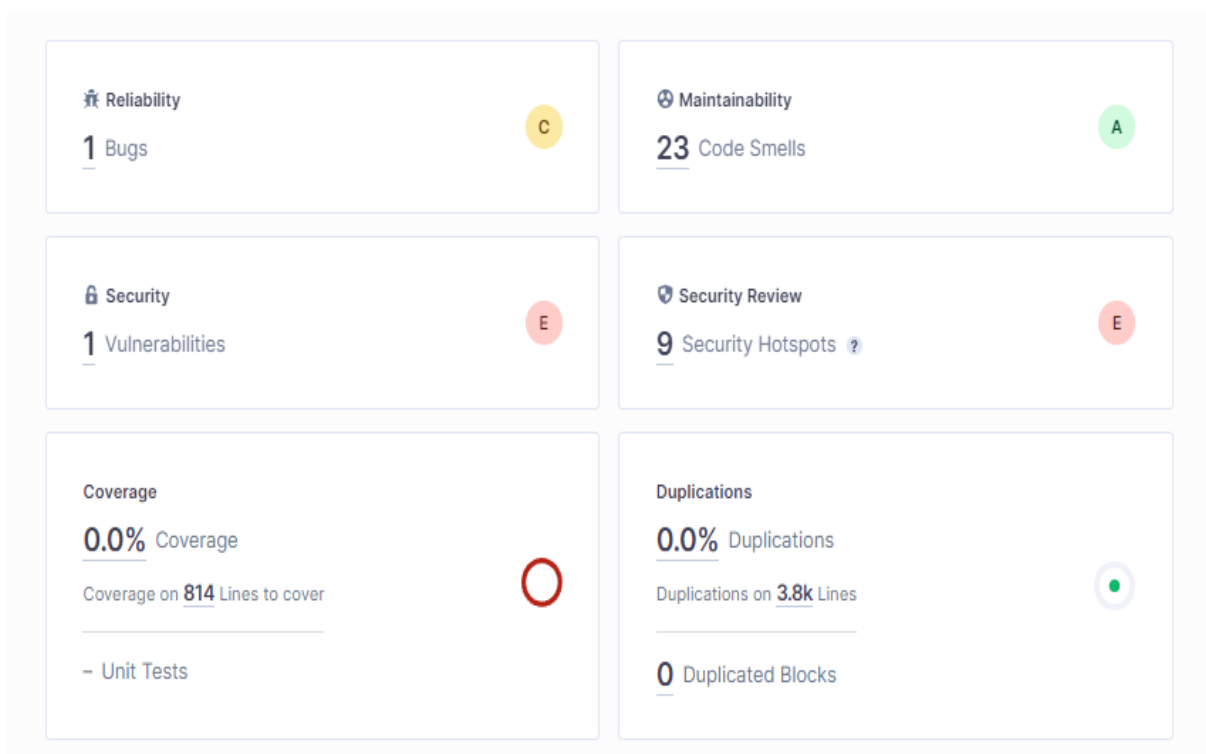 Reliability
1 Bugs
C
Maintainability
23 Code Smells
A
Security
1 Vulnerabilities
E
Security Review
9 Security Hotspots ?
E
Coverage
0.0% Coverage
Coverage on 814 Lines to cover
– Unit Tests
Duplications
0.0% Duplications
Duplications on 3.8k Lines
0 Duplicated Blocks